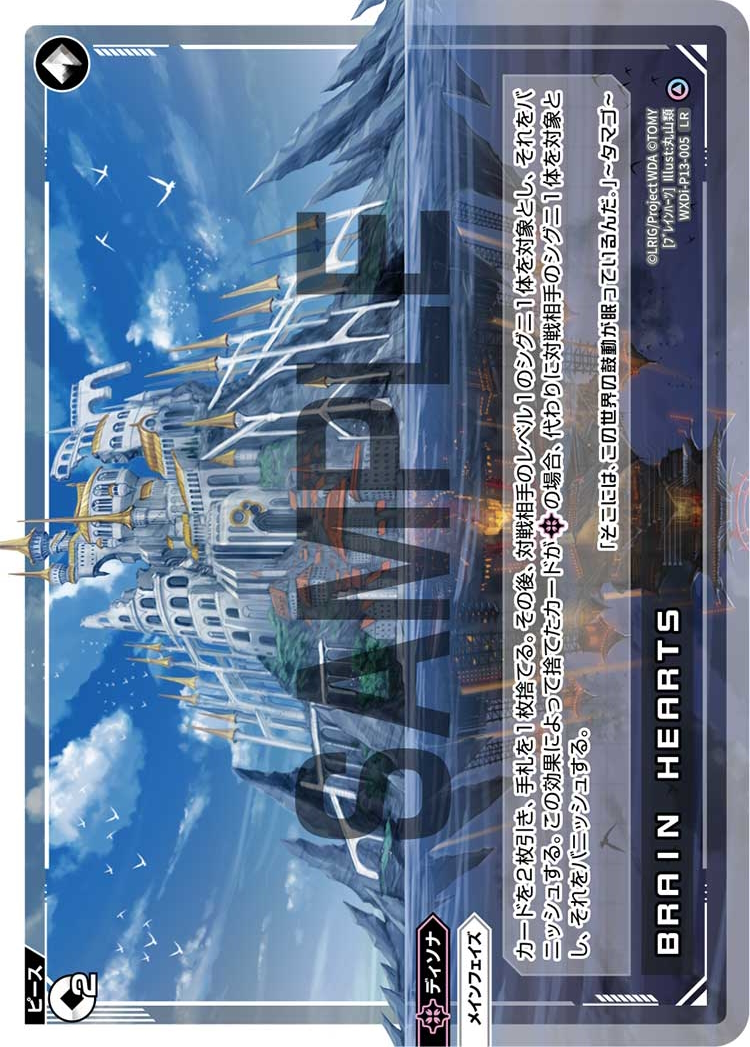 ピース
2
SAMPLE
ディソナ
メインフェイズ
カードを2枚引き、手札を1枚捨てる。その後、対戦相手のレベル1のシグニ1体を対象とし、それをバ
ニッシュする。この効果によって捨てたカードが の場合、代わりに対戦相手のシグニ1体を対象と
し、それをバニッシュする。
「そこには、この世界の鼓動が眠っているんだ。」~タマゴ~
BRAIN HEARTS
©LRIG/ProjectWDA ©TOMY
[ブレインハーツ] Illust:丸山類
WXDi-P13-005 LR